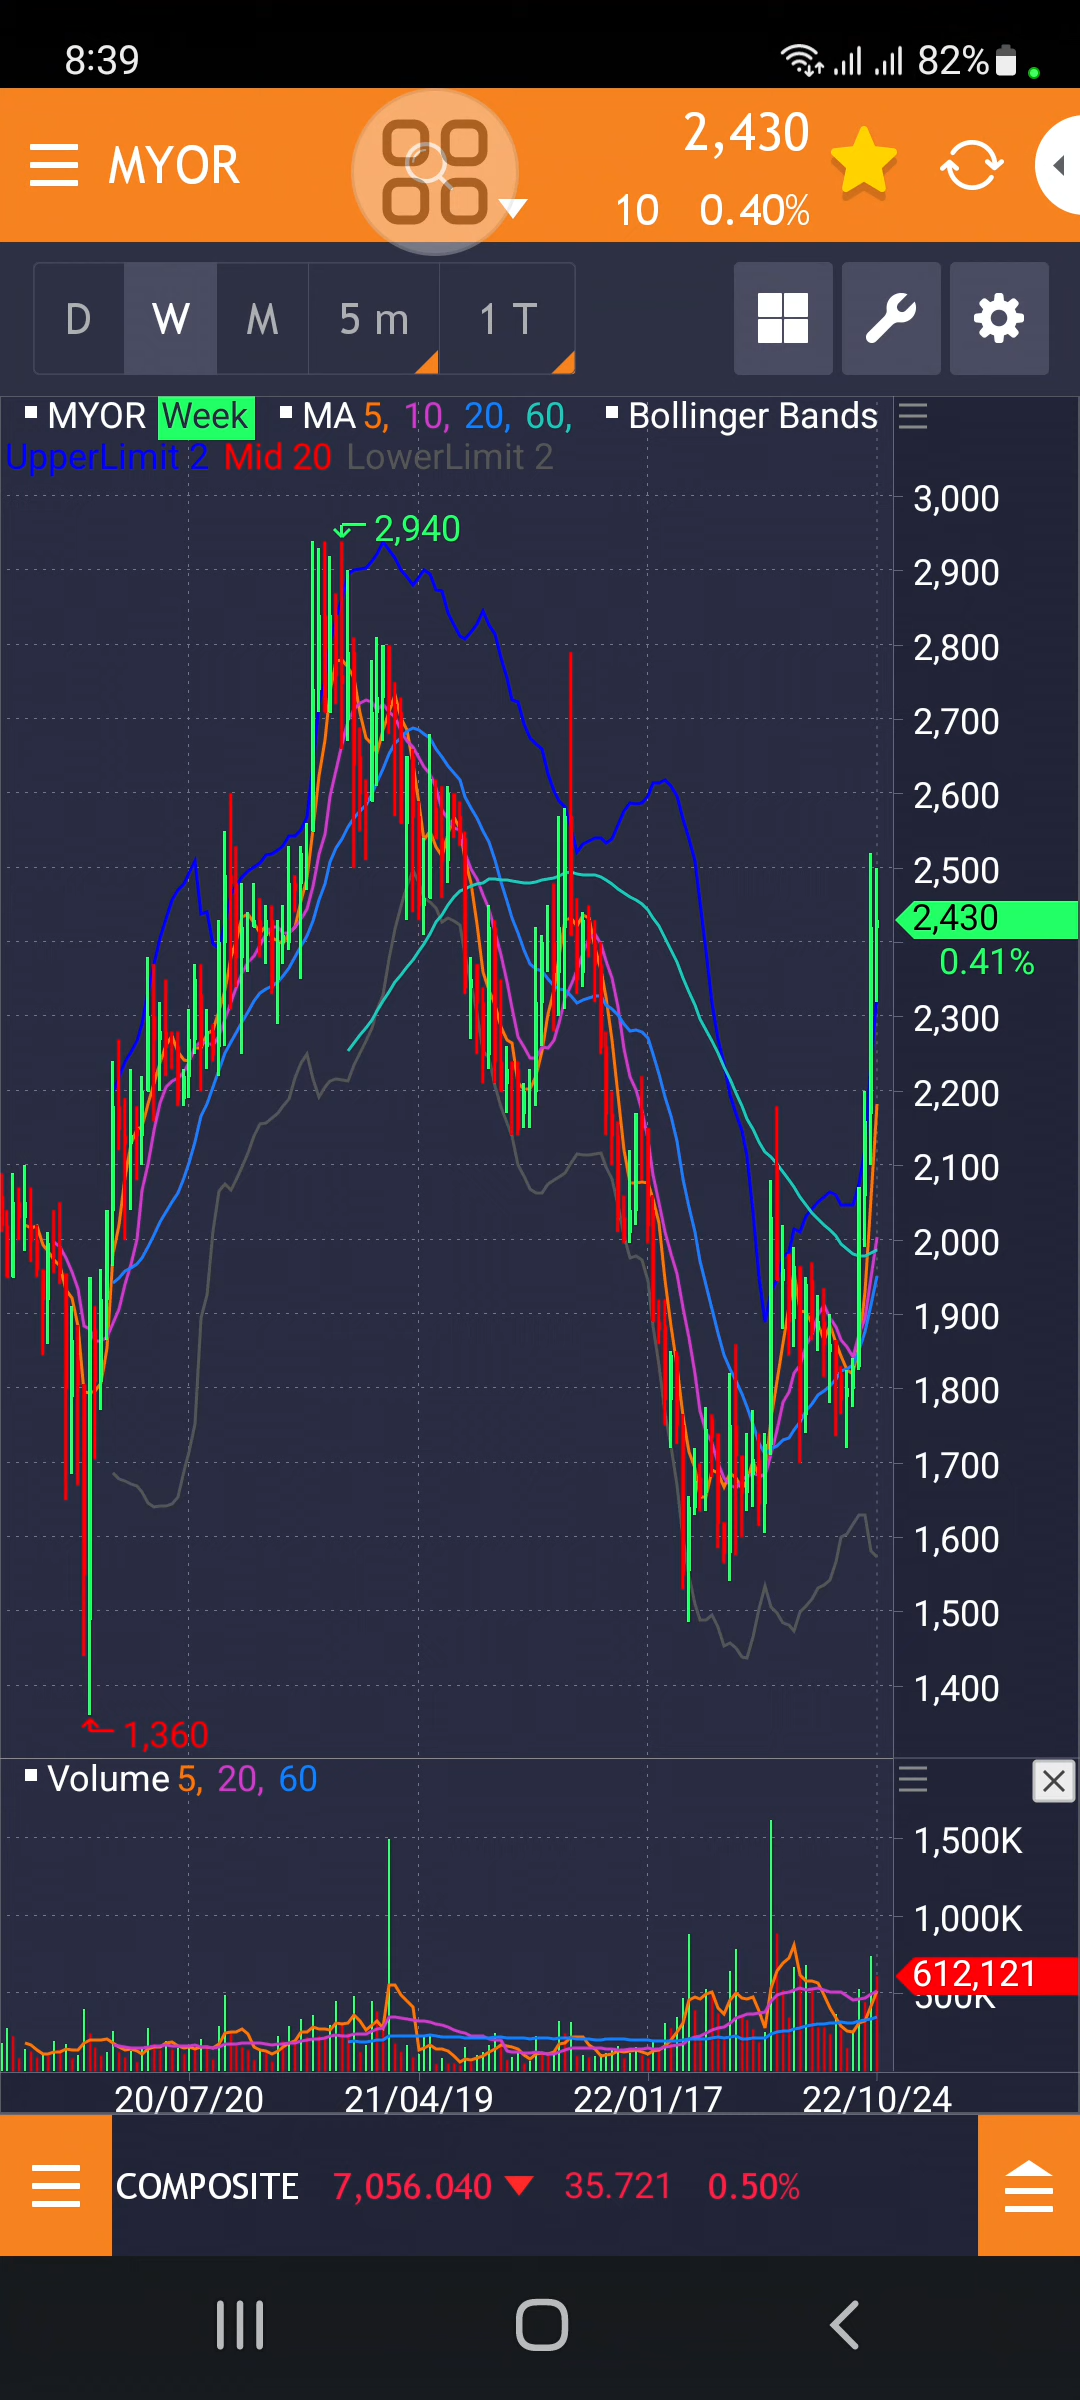 8:39 82%
MYOR 2,430
10 0.40%
D W M 5 m 1 T
MYOR Week MA 5, 10, 20, 60, Bollinger Bands
UpperLimit 2 Mid 20 LowerLimit 2
3,000
2,940
2,900
2,800
2,700
2,600
2,500
2,430
0.41%
2,300
2,200
2,100
2,000
1,900
1,800
1,700
1,600
1,500
1,400
1,360
Volume 5, 20, 60
1,500K
1,000K
612,121
500K
20/07/20 21/04/19 22/01/17 22/10/24
COMPOSITE 7,056.040 ▼ 35.721 0.50%